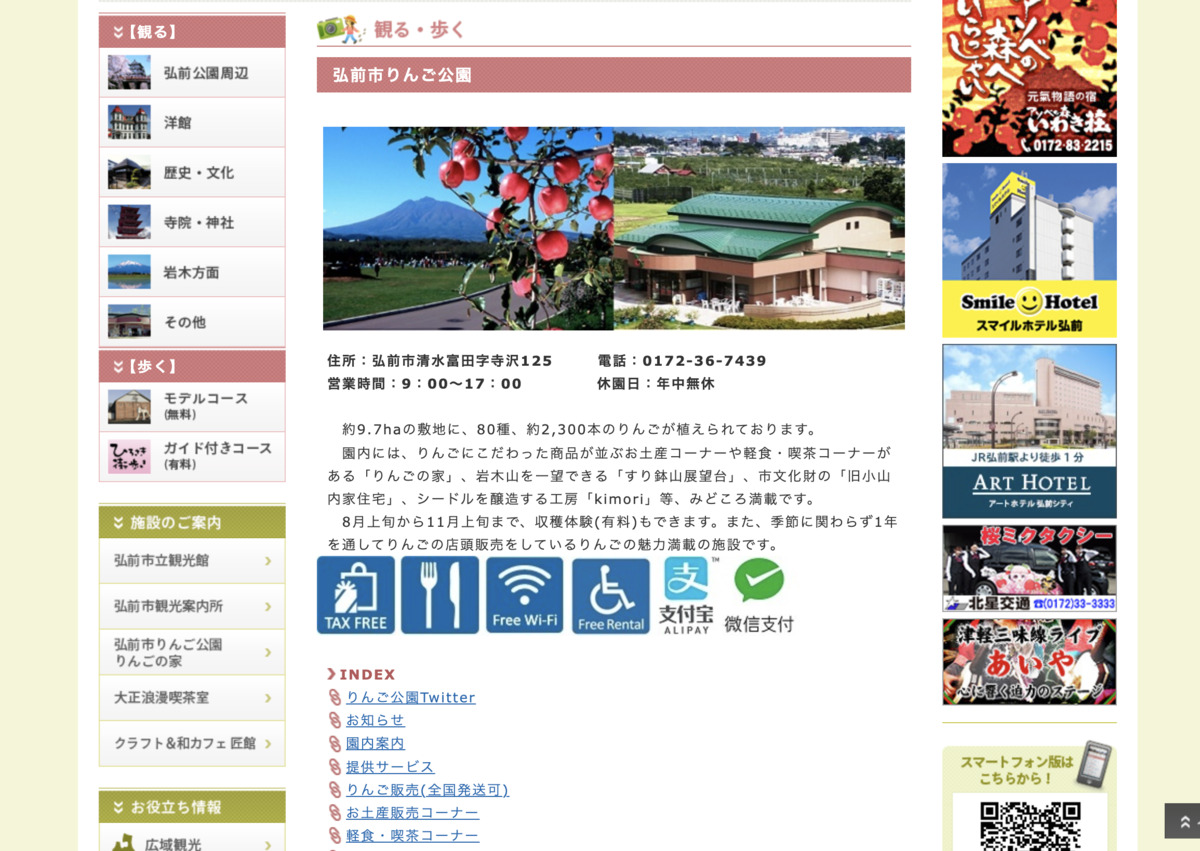 【観る】
弘前公園周辺
洋館
歴史・文化
寺院・神社
岩木方面
その他
【歩く】
モデルコース
(無料)
ひろさき
街歩き
ガイド付きコース
(有料)
施設のご案内
弘前市立観光館
弘前市観光案内所
弘前市りんご公園
りんごの家
大正浪漫喫茶室
クラフト&和カフェ 匠館
お役立ち情報
広域観光
観る・歩く
弘前市りんご公園
住所：弘前市清水富田字寺沢125 電話：0172-36-7439
営業時間：9：00〜17：00 休園日：年中無休
約9.7haの敷地に、80種、約2,300本のりんごが植えられております。
園内には、りんごにこだわった商品が並ぶお土産コーナーや軽食・喫茶コーナーが
ある「りんごの家」、岩木山を一望できる「すり鉢山展望台」、市文化財の「旧小山
内家住宅」、シードルを醸造する工房「kimori」等、みどころ満載です。
8月上旬から11月上旬まで、収穫体験(有料)もできます。また、季節に関わらず1年
を通してりんごの店頭販売をしているりんごの魅力満載の施設です。
TAX FREE
Free Wi-Fi
Free Rental
支
支付宝
ALIPAY
TM
微信支付
INDEX
りんご公園Twitter
お知らせ
園内案内
提供サービス
りんご販売(全国発送可)
お土産販売コーナー
軽食・喫茶コーナー
アソベの
森へ
いらっしゃい
元氣物語の宿
アソベの森
いわき荘
0172-83-2215
Smile Hotel
スマイルホテル弘前
JR弘前駅より徒歩1分
ART HOTEL
アートホテル弘前シティ
桜ミクタクシー
北星交通 ☎(0172)33-3333
津軽三味線ライブ
あいや
心に響く迫力のステージ
スマートフォン版は
こちらから！